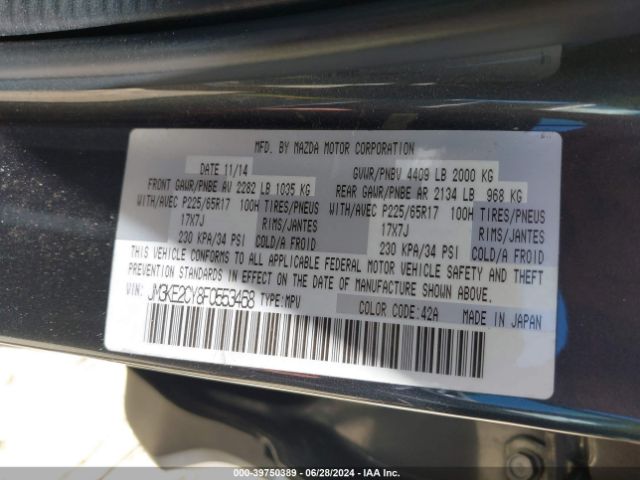 MFD. BY MAZDA MOTOR CORPORATION
DATE 11/14 GVWR/PNBV 4409 LB 2000 KG
FRONT GAWR/PNBE AV 2282 LB 1035 KG REAR GAWR/PNBE AR 2134 LB 968 KG
WITH/AVEC P225/65R17 100H TIRES/PNEUS WITH/AVEC P225/65R17 100H TIRES/PNEUS
17X7J RIMS/JANTES 17X7J RIMS/JANTES
230 KPA/34 PSI COLD/A FROID 230 KPA/34 PSI COLD/A FROID
THIS VEHICLE CONFORMS TO ALL APPLICABLE FEDERAL MOTOR VEHICLE SAFETY AND THEFT
PREVENTION STANDARDS IN EFFECT ON THE DATE OF MANUFACTURE SHOWN ABOVE.
VIN: JM3KE2CY8F0553458 TYPE:MPV COLOR CODE:42A MADE IN JAPAN
000-39750389 - 06/28/2024 - IAA Inc.